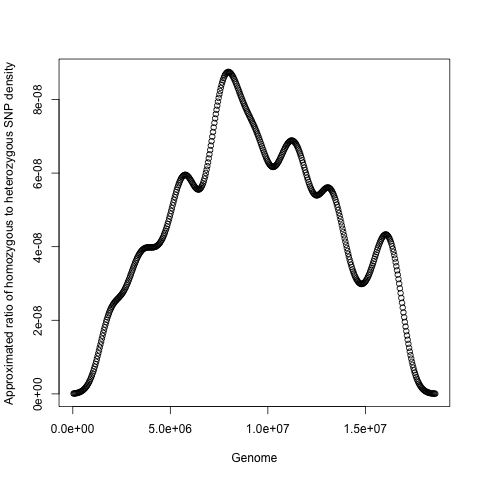 Approximated ratio of homozygous to heterozygous SNP density
8e-08
6e-08
4e-08
2e-08
0e+00
0.0e+00 5.0e+06 1.0e+07 1.5e+07
Genome